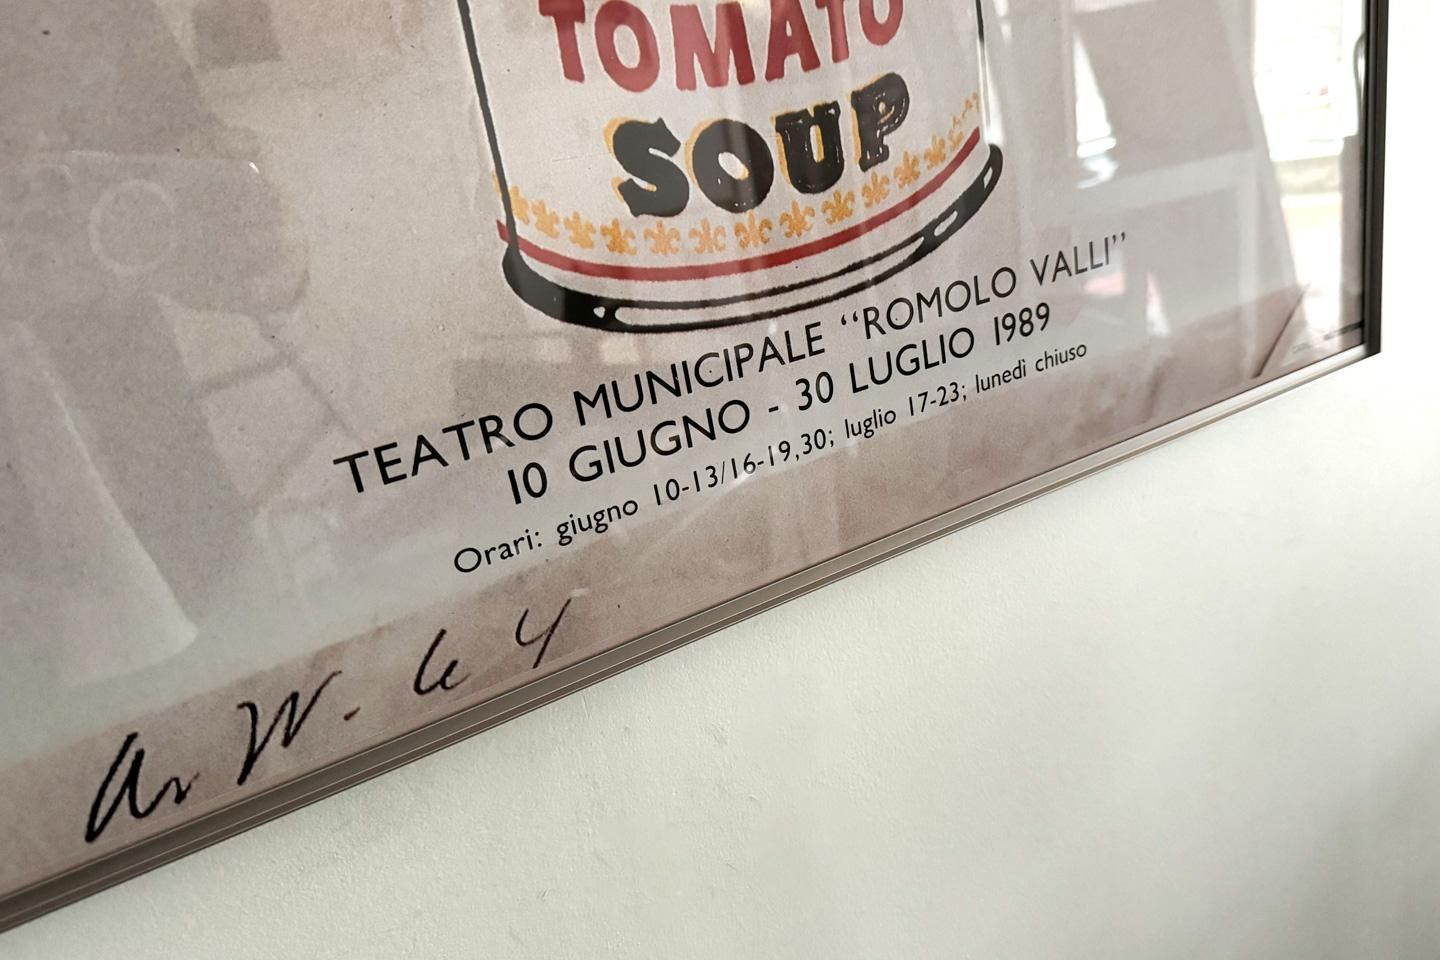 TOMATO
SOUP
TEATRO MUNICIPALE “ROMOLO VALLI”
10 GIUGNO - 30 LUGLIO 1989
Orari: giugno 10-13/16-19,30; luglio 17-23; lunedì chiuso